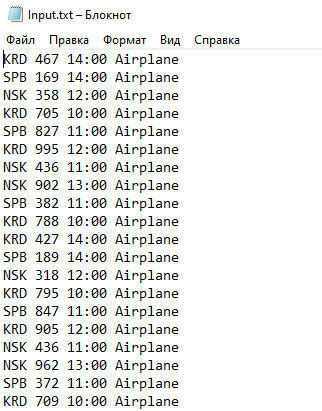 Input.txt – Блокнот
Файл Правка Формат Вид Справка
KRD 467 14:00 Airplane
SPB 169 14:00 Airplane
NSK 358 12:00 Airplane
KRD 705 10:00 Airplane
SPB 827 11:00 Airplane
KRD 995 12:00 Airplane
NSK 436 11:00 Airplane
NSK 902 13:00 Airplane
SPB 382 11:00 Airplane
KRD 788 10:00 Airplane
KRD 427 14:00 Airplane
SPB 189 14:00 Airplane
NSK 318 12:00 Airplane
KRD 795 10:00 Airplane
SPB 847 11:00 Airplane
KRD 905 12:00 Airplane
NSK 436 11:00 Airplane
NSK 962 13:00 Airplane
SPB 372 11:00 Airplane
KRD 709 10:00 Airplane